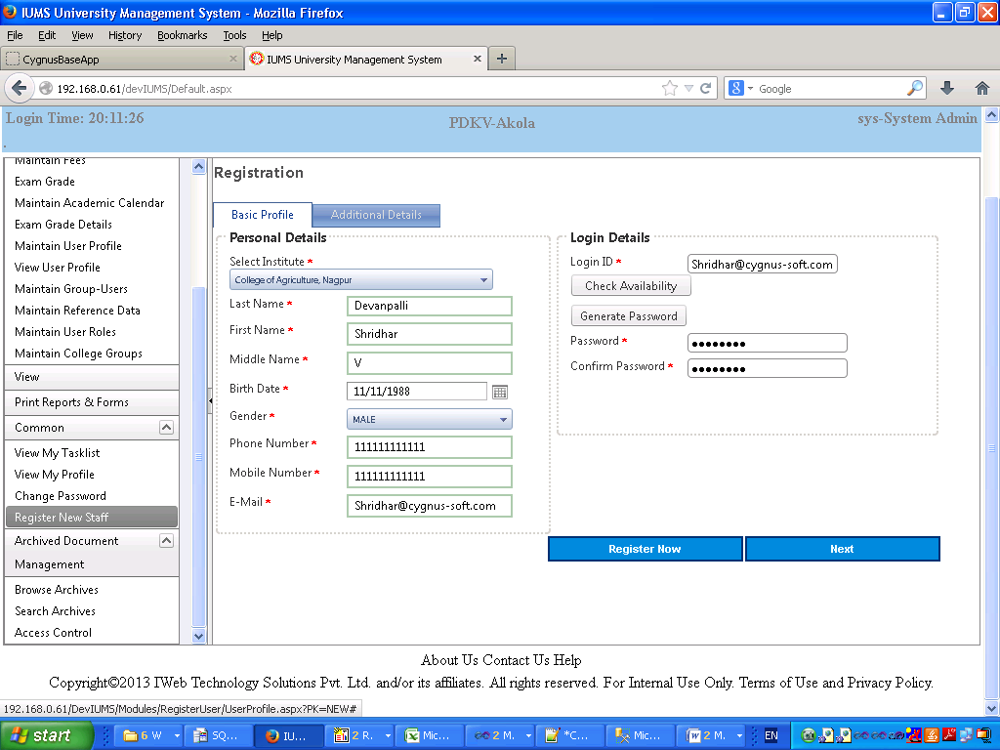 IUMS University Management System - Mozilla Firefox
File Edit View History Bookmarks Tools Help
CygnusBaseApp
IUMS University Management System
192.168.0.61/devIUMS/Default.aspx
Google
Login Time: 20:11:26
PDKV-Akola
sys-System Admin
.
Maintain Fees
Exam Grade
Maintain Academic Calendar
Exam Grade Details
Maintain User Profile
View User Profile
Maintain Group-Users
Maintain Reference Data
Maintain User Roles
Maintain College Groups
View
Print Reports & Forms
Common
View My Tasklist
View My Profile
Change Password
Register New Staff
Archived Document
Management
Browse Archives
Search Archives
Access Control
Registration
Basic Profile
Additional Details
Personal Details
Select Institute *
College of Agriculture, Nagpur
Last Name * Devanpalli
First Name * Shridhar
Middle Name * V
Birth Date * 11/11/1988
Gender * MALE
Phone Number * 111111111111
Mobile Number * 111111111111
E-Mail * Shridhar@cygnus-soft.com
Login Details
Login ID * Shridhar@cygnus-soft.com
Check Availability
Generate Password
Password * ●●●●●●●●
Confirm Password * ●●●●●●●●
Register Now
Next
About Us Contact Us Help
Copyright©2013 IWeb Technology Solutions Pvt. Ltd. and/or its affiliates. All rights reserved. For Internal Use Only. Terms of Use and Privacy Policy.
192.168.0.61/DevIUMS/Modules/RegisterUser/UserProfile.aspx?PK=NEW#
start
6 W
SQ...
IU...
2 R.
Mic...
2 M.
*C...
Mic...
2 M.
EN